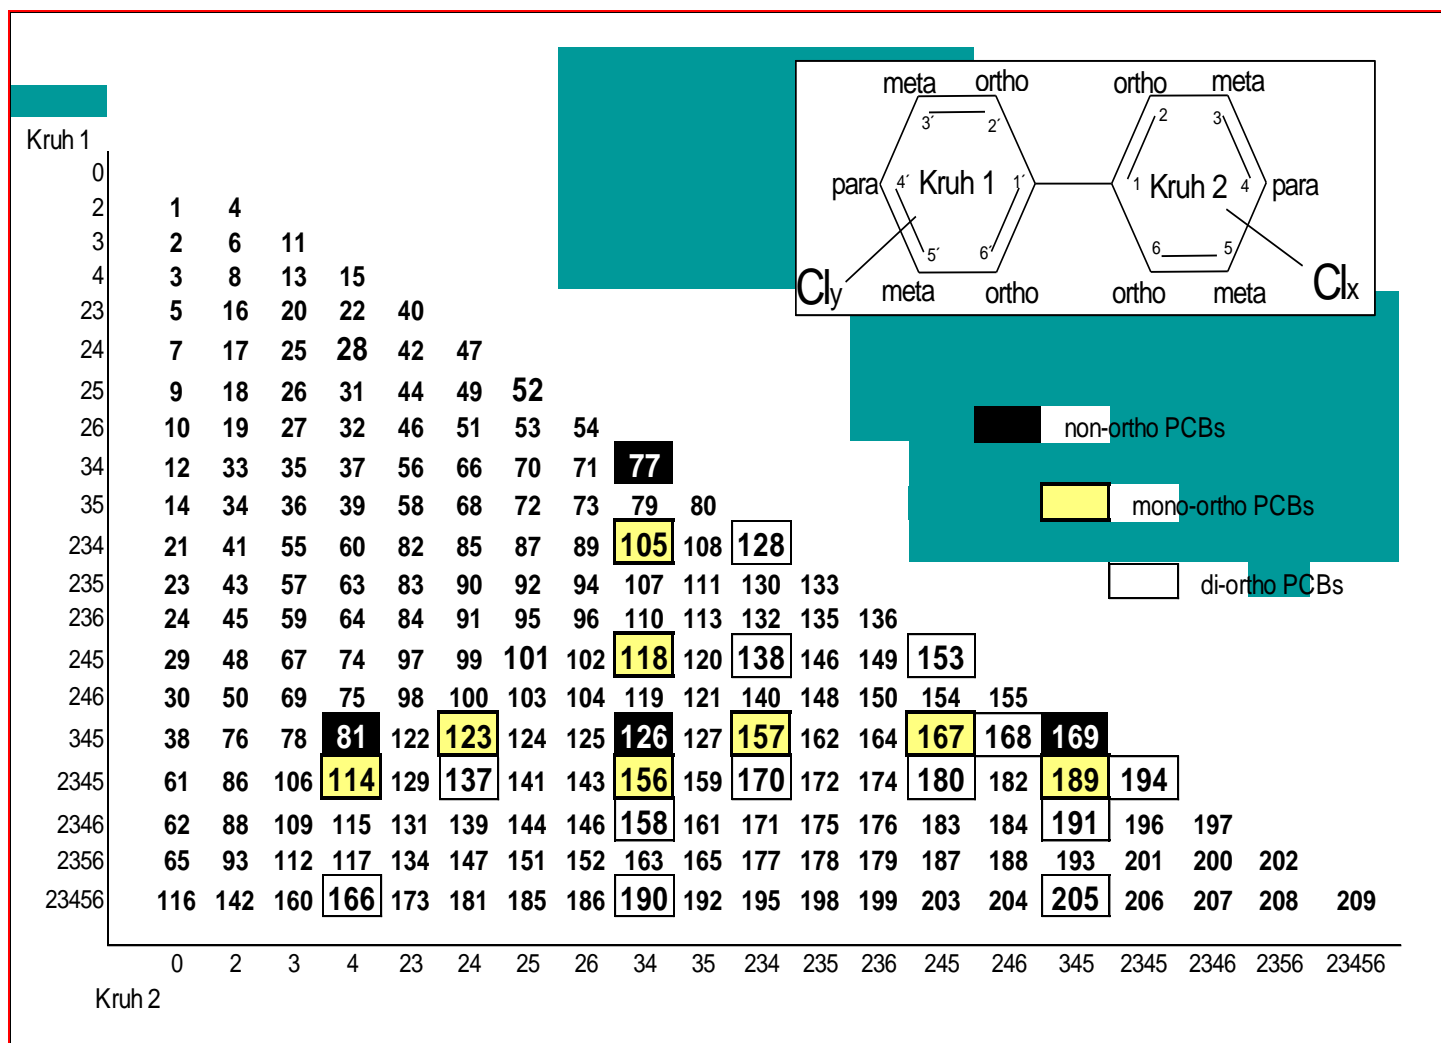 meta ortho ortho meta
3´ 2´ 2 3
para 4´ Kruh 1 1´ 1 Kruh 2 4 para
5´ 6´ 6 5
Cly meta ortho ortho meta Clx
Kruh 1
0
2 1 4
3 2 6 11
4 3 8 13 15
23 5 16 20 22 40
24 7 17 25 28 42 47
25 9 18 26 31 44 49 52
26 10 19 27 32 46 51 53 54
non-ortho PCBs
34 12 33 35 37 56 66 70 71 77
35 14 34 36 39 58 68 72 73 79 80
mono-ortho PCBs
234 21 41 55 60 82 85 87 89 105 108 128
235 23 43 57 63 83 90 92 94 107 111 130 133
di-ortho PCBs
236 24 45 59 64 84 91 95 96 110 113 132 135 136
245 29 48 67 74 97 99 101 102 118 120 138 146 149 153
246 30 50 69 75 98 100 103 104 119 121 140 148 150 154 155
345 38 76 78 81 122 123 124 125 126 127 157 162 164 167 168 169
2345 61 86 106 114 129 137 141 143 156 159 170 172 174 180 182 189 194
2346 62 88 109 115 131 139 144 146 158 161 171 175 176 183 184 191 196 197
2356 65 93 112 117 134 147 151 152 163 165 177 178 179 187 188 193 201 200 202
23456 116 142 160 166 173 181 185 186 190 192 195 198 199 203 204 205 206 207 208 209
0 2 3 4 23 24 25 26 34 35 234 235 236 245 246 345 2345 2346 2356 23456
Kruh 2